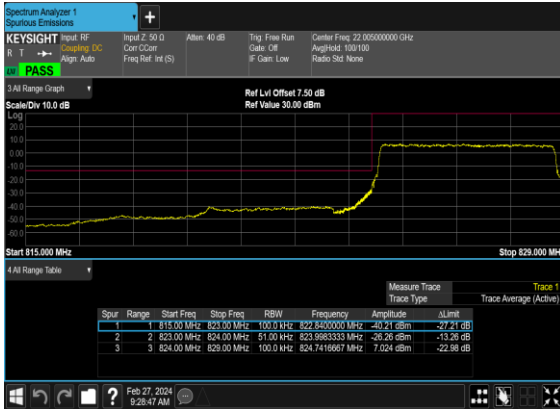 Spectrum Analyzer 1
Spurious Emissions
+
KEYSIGHT
R T
PASS
Input: RF
Coupling: DC
Align: Auto
Input Z: 50 Ω
Corr CCorr
Freq Ref: Int (S)
Atten: 40 dB
Trig: Free Run
Gate: Off
IF Gain: Low
Center Freq: 22.005000000 GHz
Avg|Hold: 100/100
Radio Std: None
3 All Range Graph
Scale/Div 10.0 dB
Ref Lvl Offset 7.50 dB
Ref Value 30.00 dBm
Log
20.0
10.0
0.00
-10.0
-20.0
-30.0
-40.0
-50.0
-60.0
Start 815.000 MHz
Stop 829.000 MH
4 All Range Table
Measure Trace Trace 1
Trace Type Trace Average (Active)
Spur Range Start Freq Stop Freq RBW Frequency Amplitude ΔLimit
1 1 815.00 MHz 823.00 MHz 100.0 kHz 822.8400000 MHz -40.21 dBm -27.21 dB
2 2 823.00 MHz 824.00 MHz 51.00 kHz 823.9983333 MHz -26.26 dBm -13.26 dB
3 3 824.00 MHz 829.00 MHz 100.0 kHz 824.7416667 MHz 7.024 dBm -22.98 dB
?
Feb 27, 2024
9:28:47 AM